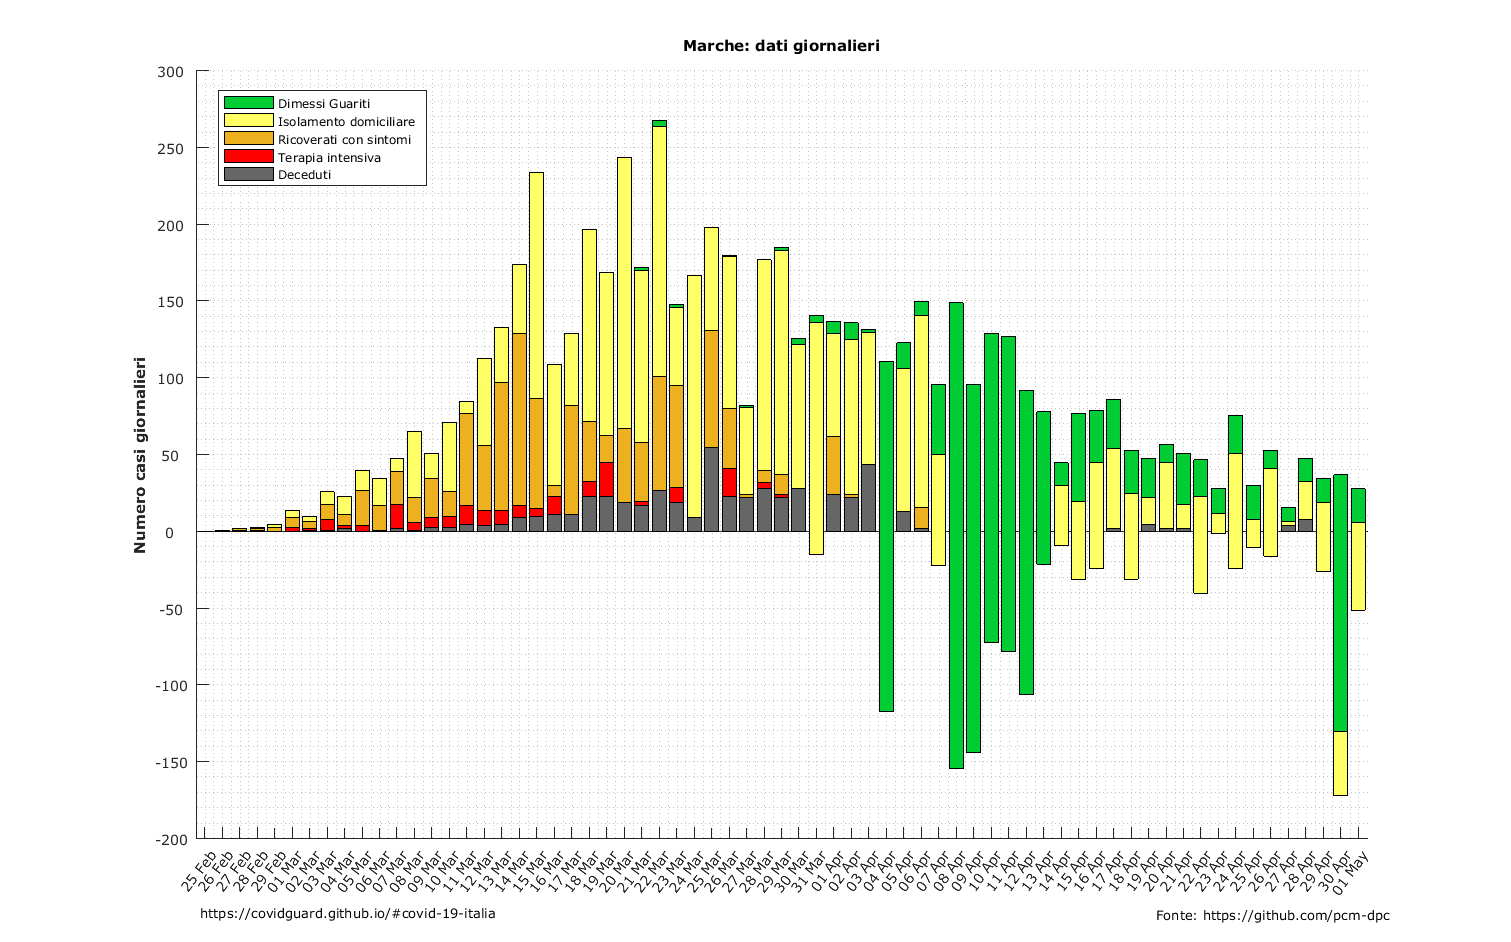 Marche: dati giornalieri
Numero casi giornalieri
300
250
200
150
100
50
0
-50
-100
-150
-200
Dimessi Guariti
Isolamento domiciliare
Ricoverati con sintomi
Terapia intensiva
Deceduti
25 Feb
26 Feb
27 Feb
28 Feb
29 Feb
01 Mar
02 Mar
03 Mar
04 Mar
05 Mar
06 Mar
07 Mar
08 Mar
09 Mar
10 Mar
11 Mar
12 Mar
13 Mar
14 Mar
15 Mar
16 Mar
17 Mar
18 Mar
19 Mar
20 Mar
21 Mar
22 Mar
23 Mar
24 Mar
25 Mar
26 Mar
27 Mar
28 Mar
29 Mar
30 Mar
31 Mar
01 Apr
02 Apr
03 Apr
04 Apr
05 Apr
06 Apr
07 Apr
08 Apr
09 Apr
10 Apr
11 Apr
12 Apr
13 Apr
14 Apr
15 Apr
16 Apr
17 Apr
18 Apr
19 Apr
20 Apr
21 Apr
22 Apr
23 Apr
24 Apr
25 Apr
26 Apr
27 Apr
28 Apr
29 Apr
30 Apr
01 May
https://covidguard.github.io/#covid-19-italia
Fonte: https://github.com/pcm-dpc